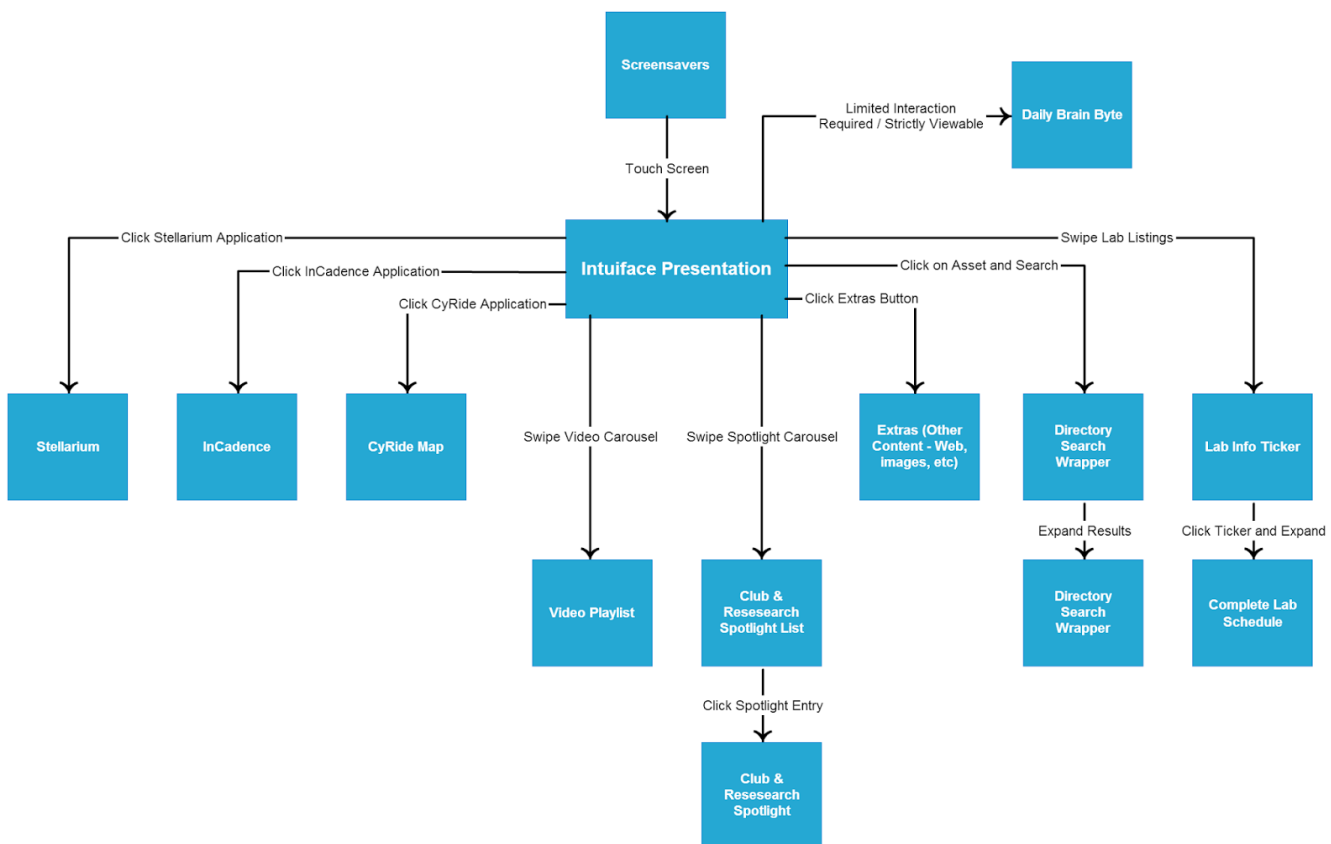 Screensavers
Limited Interaction
Required / Strictly Viewable
Daily Brain Byte
Touch Screen
Click Stellarium Application
Swipe Lab Listings
Intuiface Presentation
Click InCadence Application
Click on Asset and Search
Click CyRide Application
Click Extras Button
Stellarium
InCadence
CyRide Map
Swipe Video Carousel
Swipe Spotlight Carousel
Extras (Other
Content - Web,
images, etc)
Directory
Search
Wrapper
Lab Info Ticker
Expand Results
Click Ticker and Expand
Video Playlist
Club &
Resesearch
Spotlight List
Directory
Search
Wrapper
Complete Lab
Schedule
Click Spotlight Entry
Club &
Resesearch
Spotlight